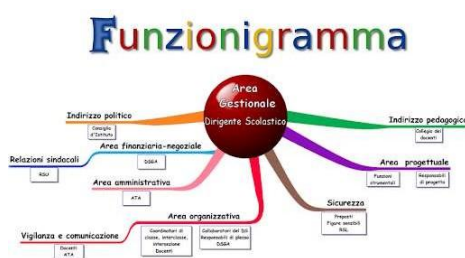 Funzionigramma
Area
Gestionale
Dirigente Scolastico
Indirizzo politico
Consiglio
d'Istituto
Area finanziaria-negoziale
DSGA
Relazioni sindacali
RSU
Area amministrativa
ATA
Area organizzativa
Coordinatori di
classe, interclasse,
intersezione
Docenti
Collaboratori del DS
Responsabili di plesso
DSGA
Vigilanza e comunicazione
Docenti
ATA
Indirizzo pedagogico
Collegio dei
docenti
Area progettuale
Funzioni
strumentali
Responsabili
di progetto
Sicurezza
Preposti
Figure sensibili
RSL